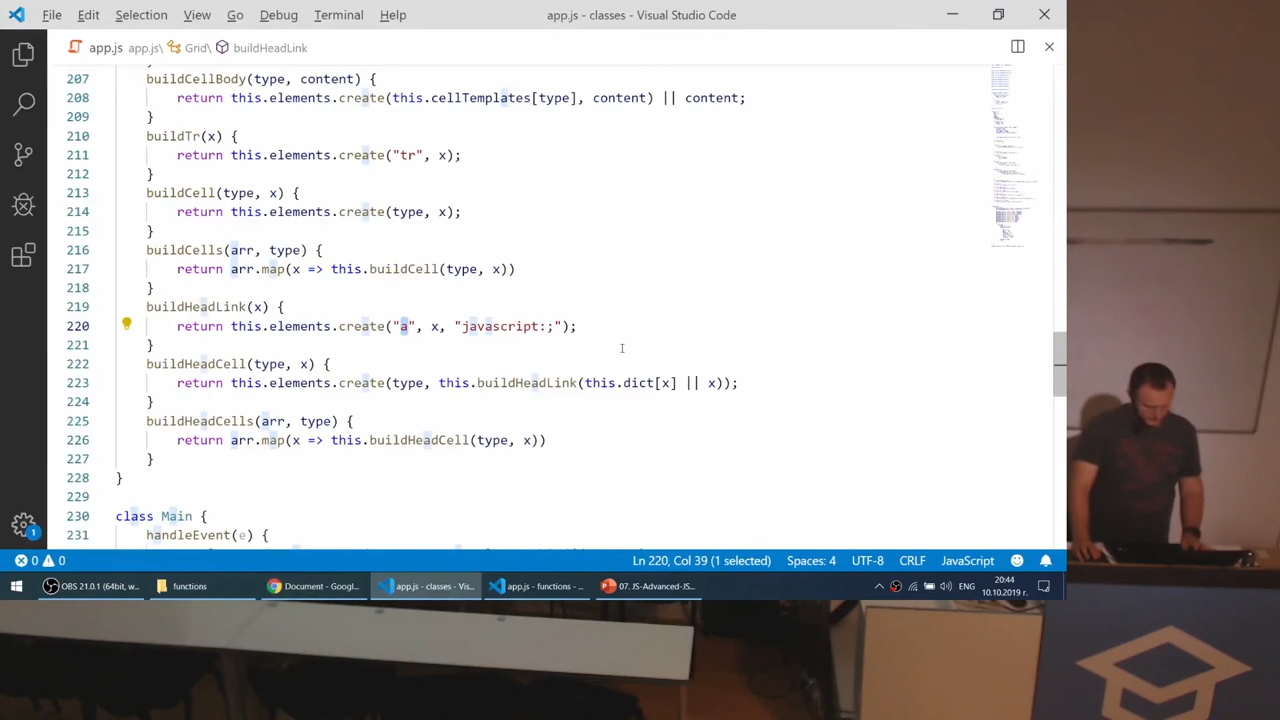 File Edit Selection View Go Debug Terminal Help app.js - classes - Visual Studio Code
app.js app.js\ Grid\ buildHeadLink
207 buildCellBody(type, content) {
208 return this.elements.create(this.cellTemplates[type], content) || content;
209 }
210 buildTr(x) {
211 return this.elements.create("tr", x);
212 }
213 buildCell(type, x) {
214 return this.elements.create(type, x);
215 }
216 buildCells(arr, type) {
217 return arr.map(x => this.buildCell(type, x))
218 }
219 buildHeadLink(x) {
220 return this.elements.create("a", x, "javascript:;");
221 }
222 buildHeadCell(type, x) {
223 return this.elements.create(type, this.buildHeadLink(this.dict[x] || x));
224 }
225 buildHeadCells(arr, type) {
226 return arr.map(x => this.buildHeadCell(type, x))
227 }
228 }
229
230 class Main {
231 handleEvent(e) {
1 0 0 Ln 220, Col 39 (1 selected) Spaces: 4 UTF-8 CRLF JavaScript
OBS 21.0.1 (64bit, w... functions Document - Googl... app.js - classes - Vis... app.js - functions - ... 07. JS-Advanced-JS... ENG 20:44
10.10.2019 г.